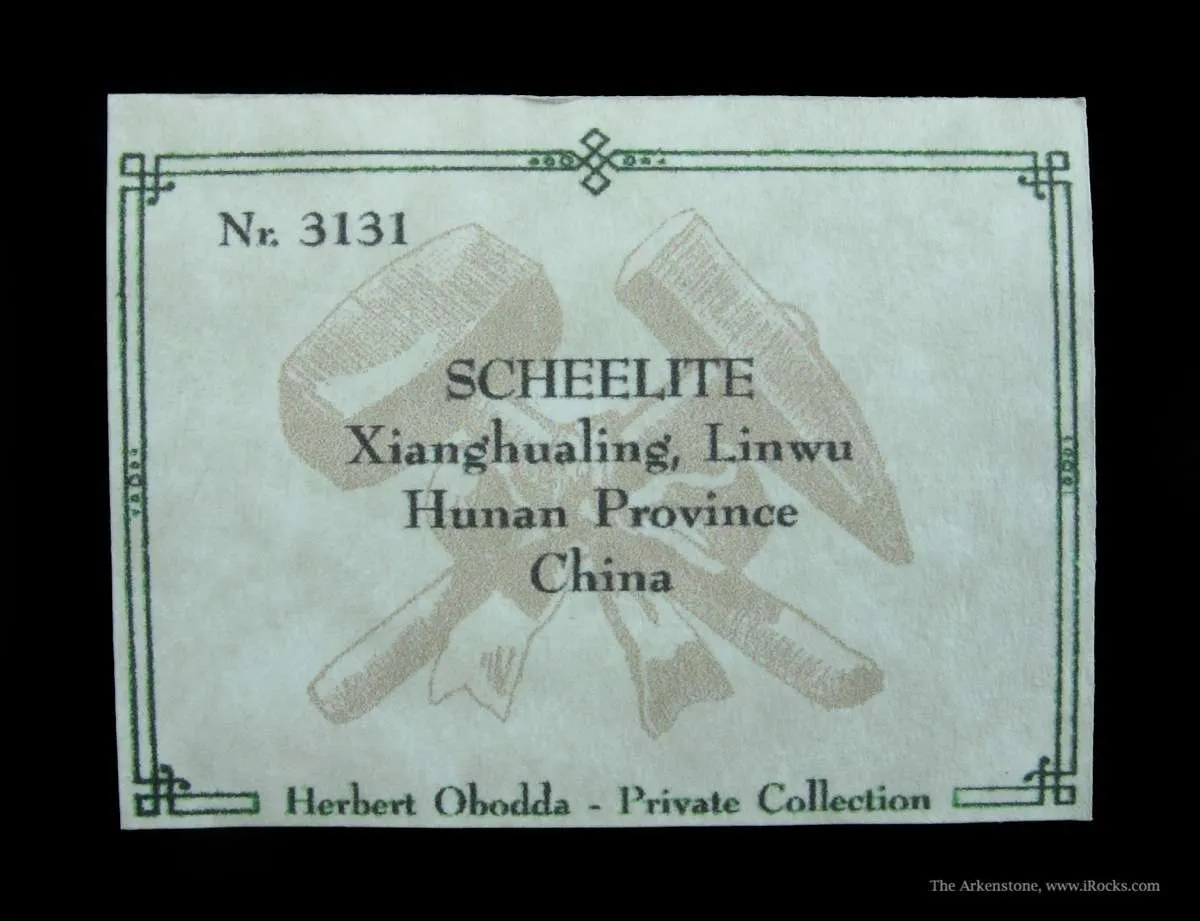 Nr. 3131
SCHEELITE
Xianghualing, Linwu
Hunan Province
China
Herbert Obodda - Private Collection
The Arkenstone, www.iRocks.com